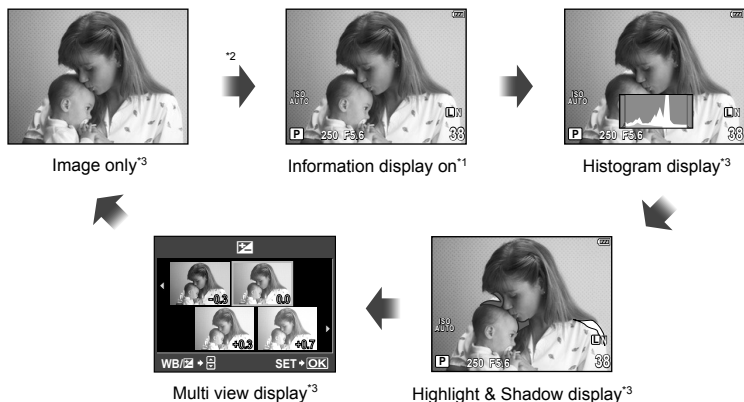 *2
ISO
AUTO
P 250 F5.6
L N
38
ISO
AUTO
P 250 F5.6
L N
38
Image only*3
Information display on*1
Histogram display*3
-0.3 0.0
+0.3 +0.7
WB/ SET OK
ISO
AUTO
P 250 F5.6
L N
38
Multi view display*3
Highlight & Shadow display*3